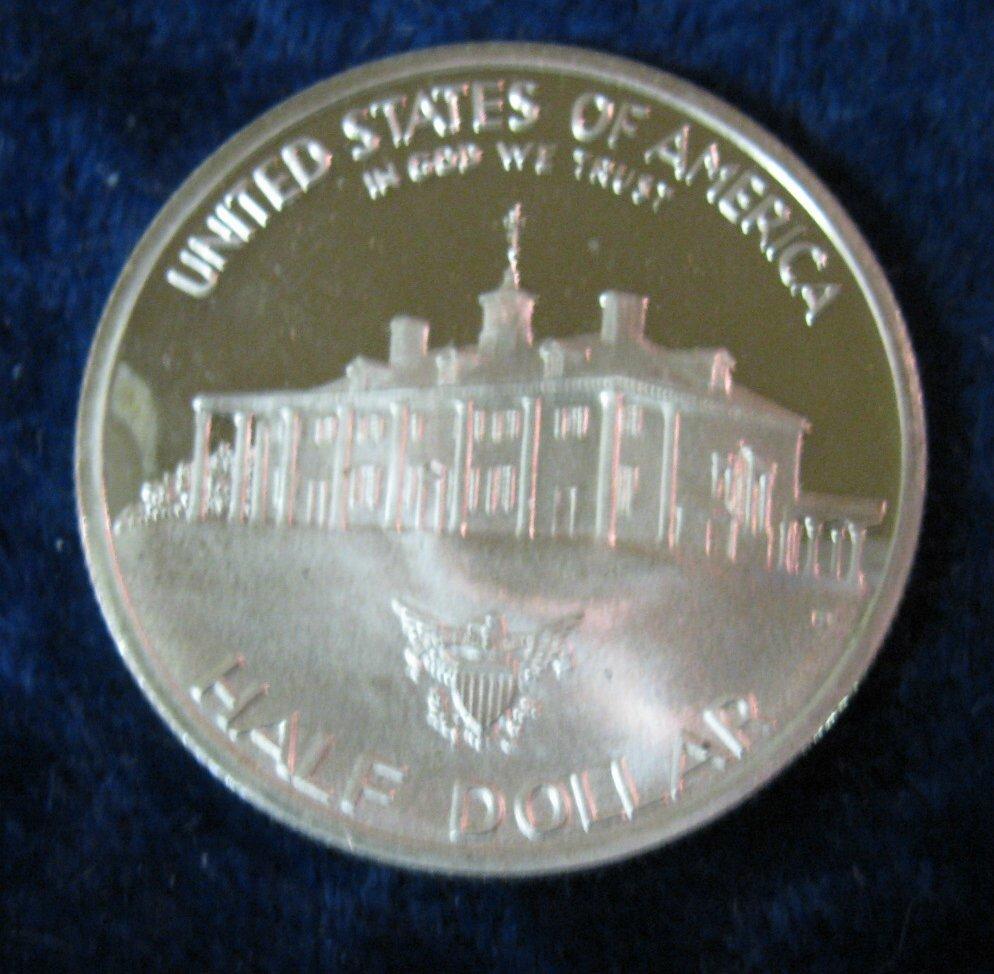 UNITED STATES OF AMERICA
IN GOD WE TRUST
HALF DOLLAR